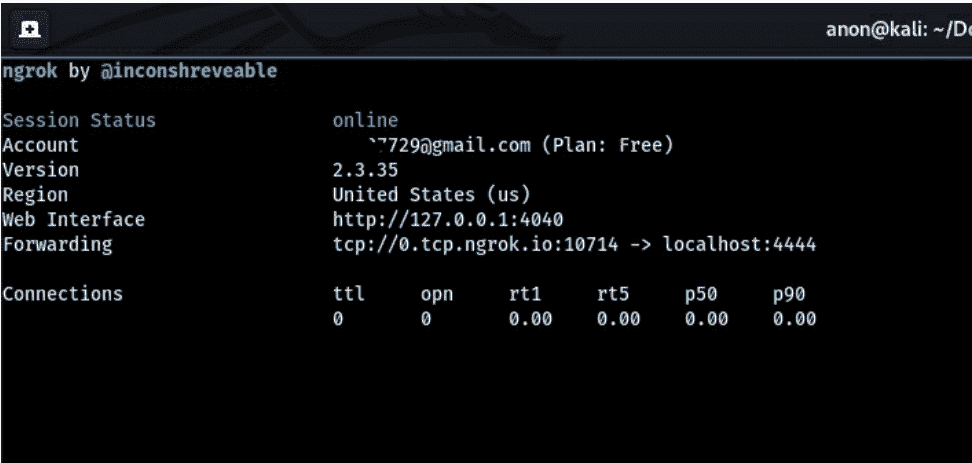 anon@kali: ~/Do
ngrok by @inconshreveable
Session Status online
Account 7729@gmail.com (Plan: Free)
Version 2.3.35
Region United States (us)
Web Interface http://127.0.0.1:4040
Forwarding tcp://0.tcp.ngrok.io:10714 -> localhost:4444
Connections ttl opn rt1 rt5 p50 p90
0 0 0.00 0.00 0.00 0.00